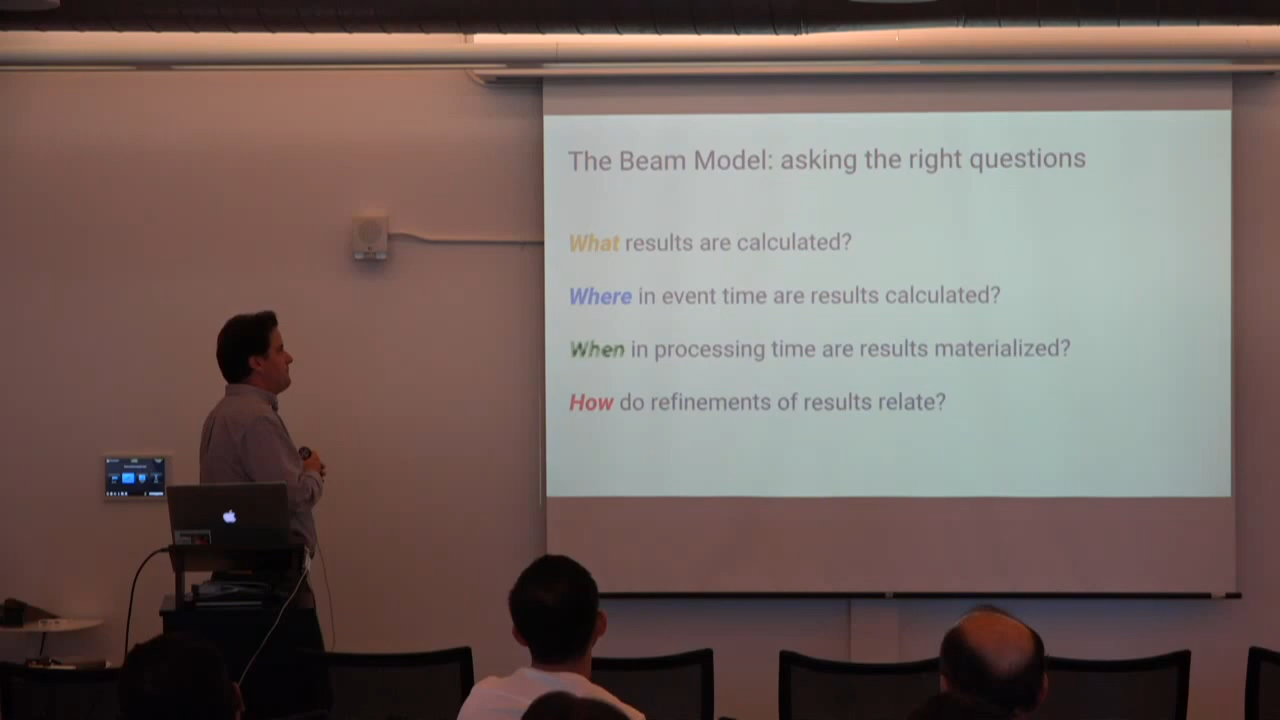 The Beam Model: asking the right questions
What results are calculated?
Where in event time are results calculated?
When in processing time are results materialized?
How do refinements of results relate?